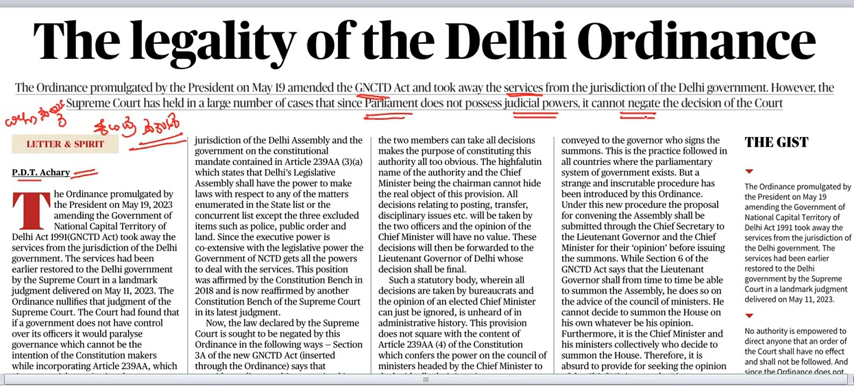 The legality of the Delhi Ordinance
The Ordinance promulgated by the President on May 19 amended the GNCTD Act and took away the services from the jurisdiction of the Delhi government. However, the
Supreme Court has held in a large number of cases that since Parliament does not possess judicial powers, it cannot negate the decision of the Court
LETTER & SPIRIT
P.D.T. Achary
The Ordinance promulgated by
the President on May 19, 2023
amending the Government of
National Capital Territory of
Delhi Act 1991(GNCTD Act) took away the
services from the jurisdiction of the Delhi
government. The services had been
earlier restored to the Delhi government
by the Supreme Court in a landmark
judgment delivered on May 11, 2023. The
Ordinance nullifies that judgment of the
Supreme Court. The Court had found that
if a government does not have control
over its officers it would paralyse
governance which cannot be the
intention of the Constitution makers
while incorporating Article 239AA, which
jurisdiction of the Delhi Assembly and the
government on the constitutional
mandate contained in Article 239AA (3)(a)
which states that Delhi's Legislative
Assembly shall have the power to make
laws with respect to any of the matters
enumerated in the State list or the
concurrent list except the three excluded
items such as police, public order and
land. Since the executive power is
co-extensive with the legislative power the
Government of NCTD gets all the powers
to deal with the services. This position
was affirmed by the Constitution Bench in
2018 and is now reaffirmed by another
Constitution Bench of the Supreme Court
in its latest judgment.
Now, the law declared by the Supreme
Court is sought to be negated by this
Ordinance in the following ways — Section
3A of the new GNCTD Act (inserted
through the Ordinance) says that
the two members can take all decisions
makes the purpose of constituting this
authority all too obvious. The highfalutin
name of the authority and the Chief
Minister being the chairman cannot hide
the real object of this provision. All
decisions relating to posting, transfer,
disciplinary issues etc. will be taken by
the two officers and the opinion of the
Chief Minister will have no value. These
decisions will then be forwarded to the
Lieutenant Governor of Delhi whose
decision shall be final.
Such a statutory body, wherein all
decisions are taken by bureaucrats and
the opinion of an elected Chief Minister
can just be ignored, is unheard of in
administrative history. This provision
does not square with the content of
Article 239AA (4) of the Constitution
which confers the power on the council of
ministers headed by the Chief Minister to
conveyed to the governor who signs the
summons. This is the practice followed in
all countries where the parliamentary
system of government exists. But a
strange and inscrutable procedure has
been introduced by this Ordinance.
Under this new procedure the proposal
for convening the Assembly shall be
submitted through the Chief Secretary to
the Lieutenant Governor and the Chief
Minister for their 'opinion' before issuing
the summons. While Section 6 of the
GNCTD Act says that the Lieutenant
Governor shall from time to time be able
to summon the Assembly, he does so on
the advice of the council of ministers. He
cannot decide to summon the House on
his own whatever be his opinion.
Furthermore, it is the Chief Minister and
his ministers collectively who decide to
summon the House. Therefore, it is
absurd to provide for seeking the opinion
THE GIST
The Ordinance promulgated by
the President on May 19
amending the Government of
National Capital Territory of
Delhi Act 1991 took away the
services from the jurisdiction of
the Delhi government. The
services had been earlier
restored to the Delhi
government by the Supreme
Court in a landmark judgment
delivered on May 11, 2023.
No authority is empowered to
direct anyone that an order of
the Court shall have no effect
and shall not be followed. And
since the Ordinance does not